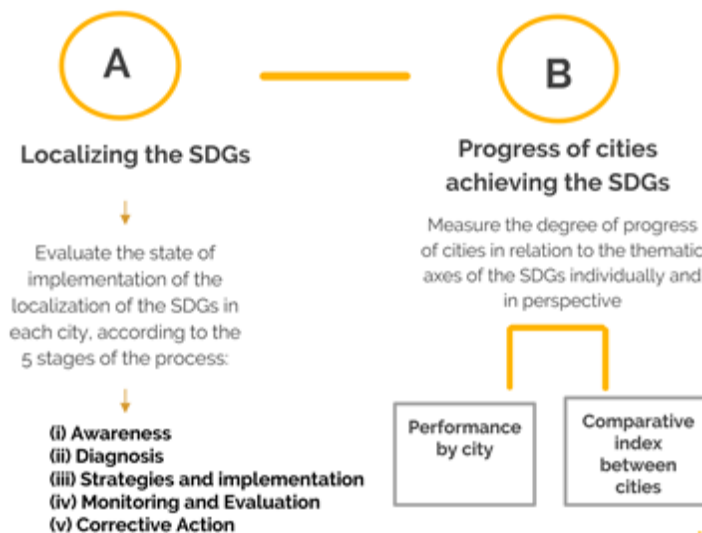 A
Localizing the SDGs
Evaluate the state of
implementation of the
localization of the SDGs in
each city, according to the
5 stages of the process:
(i) Awareness
(ii) Diagnosis
(iii) Strategies and implementation
(iv) Monitoring and Evaluation
(v) Corrective Action
B
Progress of cities
achieving the SDGs
Measure the degree of progress
of cities in relation to the thematic
axes of the SDGs individually and
in perspective
Performance
by city
Comparative
index
between
cities